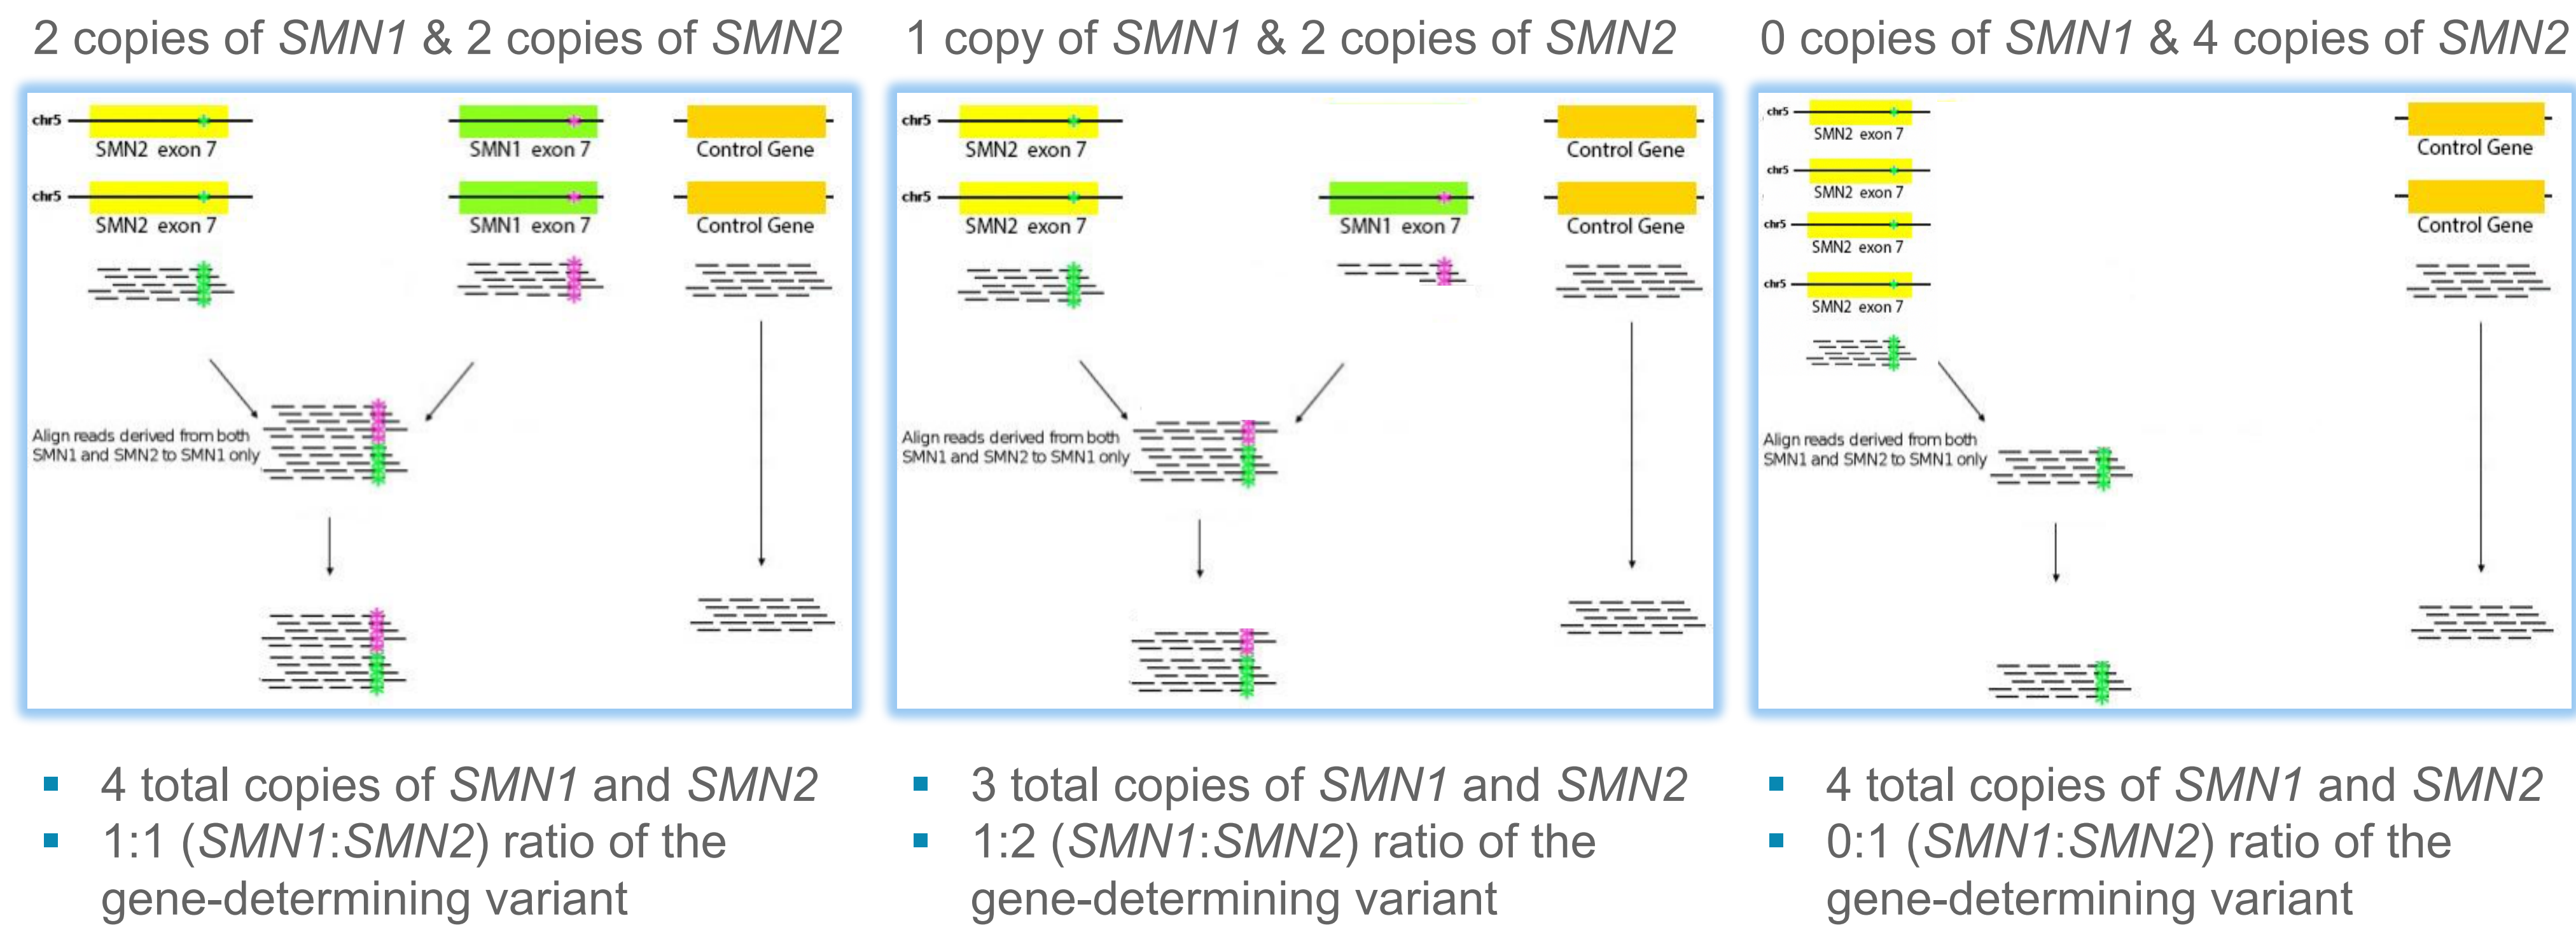 2 copies of SMN1 & 2 copies of SMN2
chr5
SMN2 exon 7
SMN1 exon 7
Control Gene
chr5
SMN2 exon 7
SMN1 exon 7
Control Gene
Align reads derived from both
SMN1 and SMN2 to SMN1 only
▪ 4 total copies of SMN1 and SMN2
▪ 1:1 (SMN1:SMN2) ratio of the
gene-determining variant
1 copy of SMN1 & 2 copies of SMN2
chr5
SMN2 exon 7
Control Gene
chr5
SMN2 exon 7
SMN1 exon 7
Control Gene
Align reads derived from both
SMN1 and SMN2 to SMN1 only
▪ 3 total copies of SMN1 and SMN2
▪ 1:2 (SMN1:SMN2) ratio of the
gene-determining variant
0 copies of SMN1 & 4 copies of SMN2
chr5
SMN2 exon 7
Control Gene
chr5
SMN2 exon 7
chr5
SMN2 exon 7
Control Gene
chr5
SMN2 exon 7
Align reads derived from both
SMN1 and SMN2 to SMN1 only
▪ 4 total copies of SMN1 and SMN2
▪ 0:1 (SMN1:SMN2) ratio of the
gene-determining variant